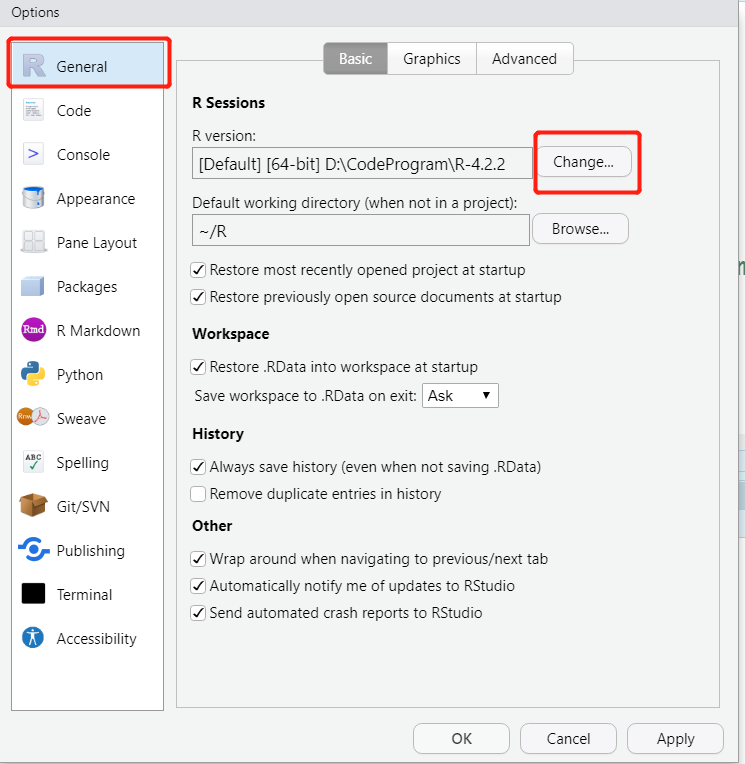 Options
General
Code
Console
Appearance
Pane Layout
Packages
Rmd R Markdown
Python
Rnw Sweave
ABC Spelling
Git/SVN
Publishing
Terminal
Accessibility
Basic Graphics Advanced
R Sessions
R version:
[Default] [64-bit] D:\CodeProgram\R-4.2.2 Change...
Default working directory (when not in a project):
~/R Browse...
Restore most recently opened project at startup
Restore previously open source documents at startup
Workspace
Restore .RData into workspace at startup
Save workspace to .RData on exit: Ask
History
Always save history (even when not saving .RData)
Remove duplicate entries in history
Other
Wrap around when navigating to previous/next tab
Automatically notify me of updates to RStudio
Send automated crash reports to RStudio
OK Cancel Apply